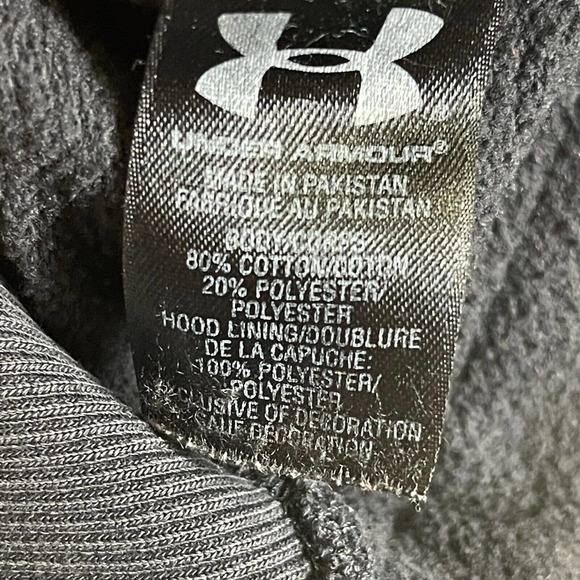 UNDER ARMOUR®
MADE IN PAKISTAN
FABRIQUE AU PAKISTAN
BODY/CORPS
80% COTTON/COTON
20% POLYESTER/
POLYESTER
HOOD LINING/DOUBLURE
DE LA CAPUCHE:
100% POLYESTER/
POLYESTER
EXCLUSIVE OF DECORATION
SAUF DÉCORATION